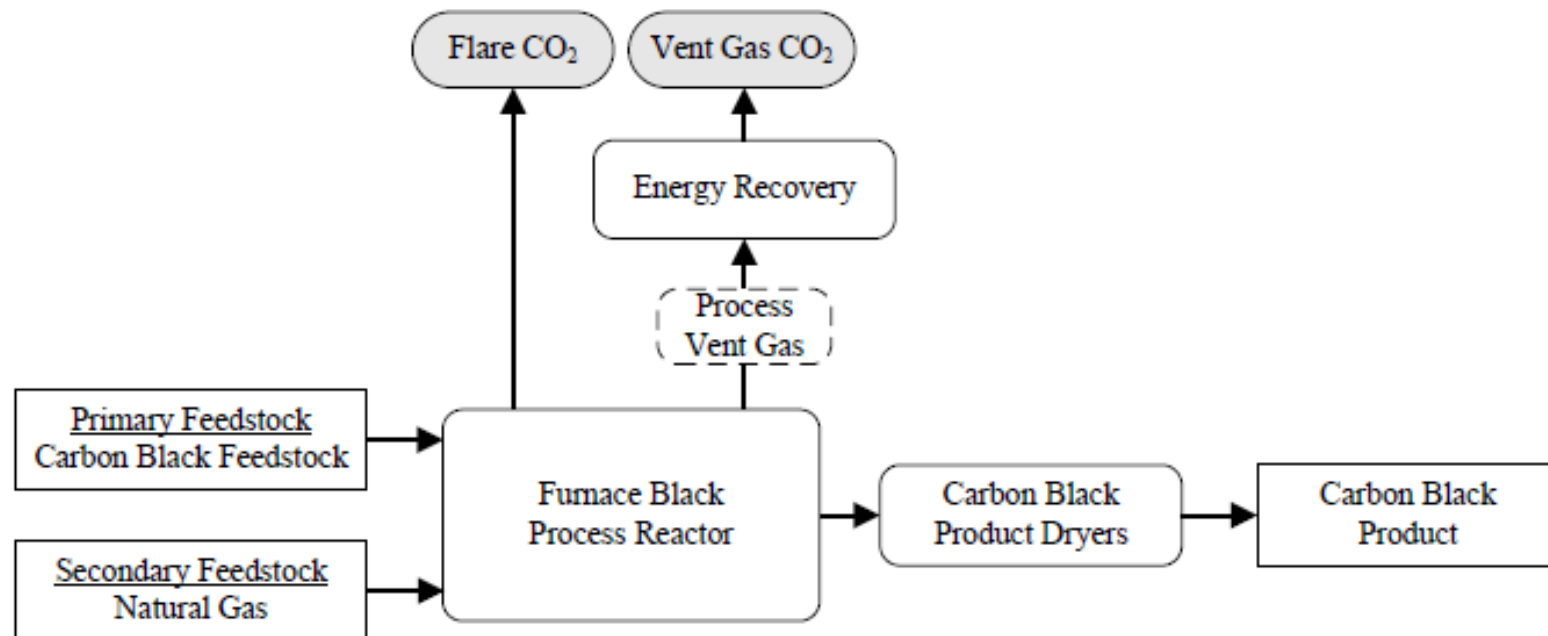 Flare CO₂
Vent Gas CO₂
Energy Recovery
Process
Vent Gas
Primary Feedstock
Carbon Black Feedstock
Secondary Feedstock
Natural Gas
Furnace Black
Process Reactor
Carbon Black
Product Dryers
Carbon Black
Product